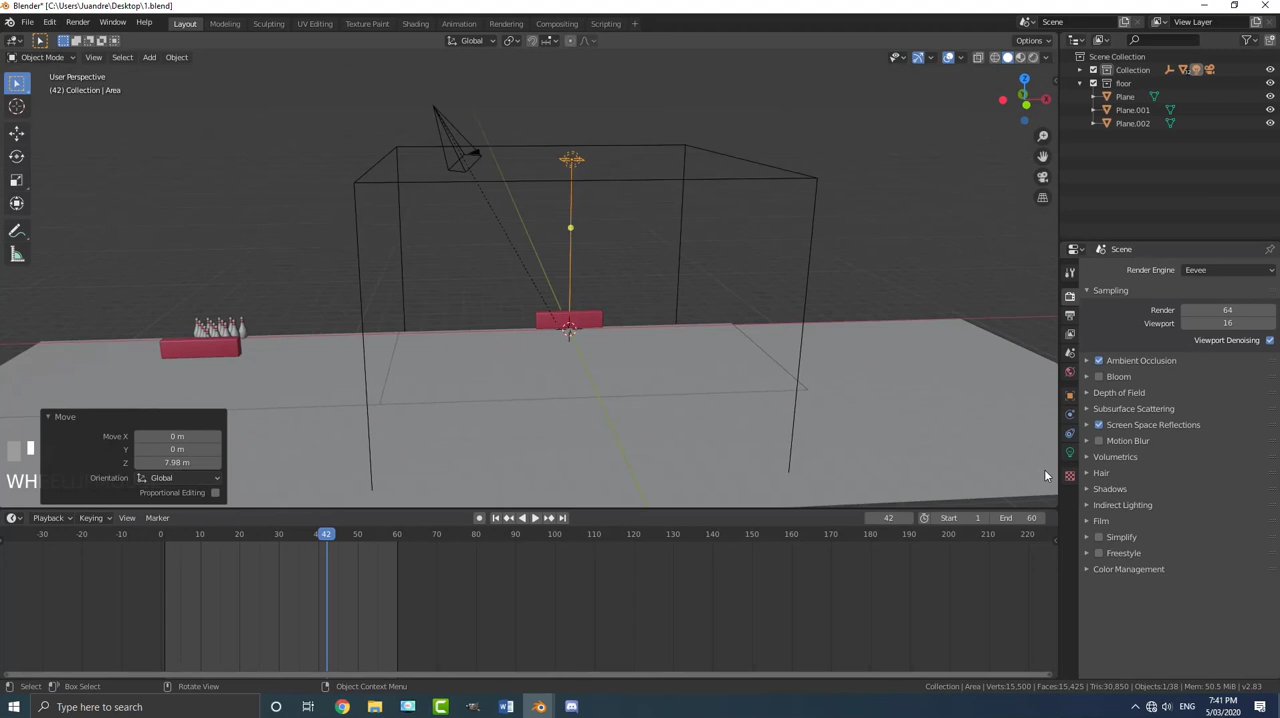 Blender* [C:\Users\Juandre\Desktop\1.blend]
File Edit Render Window Help Layout Modeling Sculpting UV Editing Texture Paint Shading Animation Rendering Compositing Scripting + Scene View Layer
Global Options
Object Mode View Select Add Object
User Perspective
(42) Collection | Area
Scene Collection
Collection
floor
Plane
Plane.001
Plane.002
Scene
Render Engine Eevee
Sampling
Render 64
Viewport 16
Viewport Denoising
Ambient Occlusion
Bloom
Depth of Field
Subsurface Scattering
Screen Space Reflections
Motion Blur
Volumetrics
Hair
Shadows
Indirect Lighting
Film
Simplify
Freestyle
Color Management
Move
Move X 0 m
Y 0 m
Z 7.98 m
Orientation Global
Proportional Editing
Playback Keying View Marker 42 Start 1 End 60
-30 -20 -10 0 10 20 30 42 50 60 70 80 90 100 110 120 130 140 150 160 170 180 190 200 210 220
Select Box Select Rotate View Object Context Menu Collection | Area | Verts:15,500 | Faces:15,425 | Tris:30,850 | Objects:1/38 | Mem: 50.5 MiB | v2.83
Type here to search ENG 7:41 PM
5/03/2020